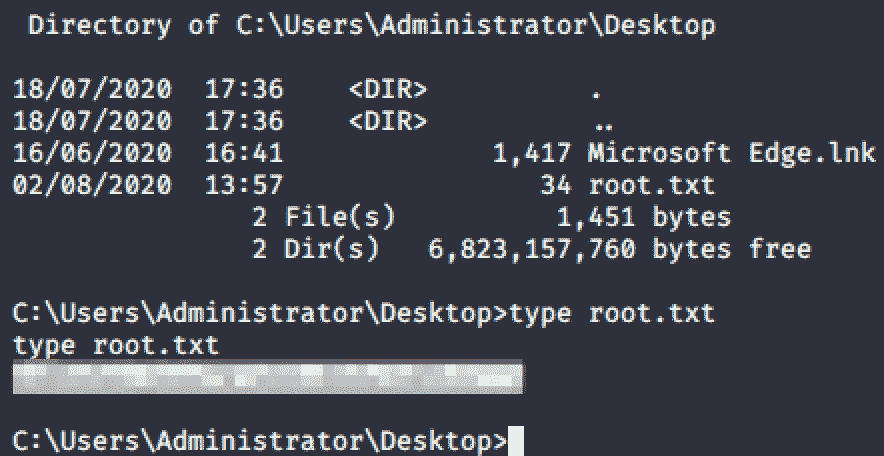 Directory of C:\Users\Administrator\Desktop
18/07/2020  17:36    <DIR>          .
18/07/2020  17:36    <DIR>          ..
16/06/2020  16:41             1,417 Microsoft Edge.lnk
02/08/2020  13:57                34 root.txt
               2 File(s)          1,451 bytes
               2 Dir(s)   6,823,157,760 bytes free
C:\Users\Administrator\Desktop>type root.txt
type root.txt
C:\Users\Administrator\Desktop>